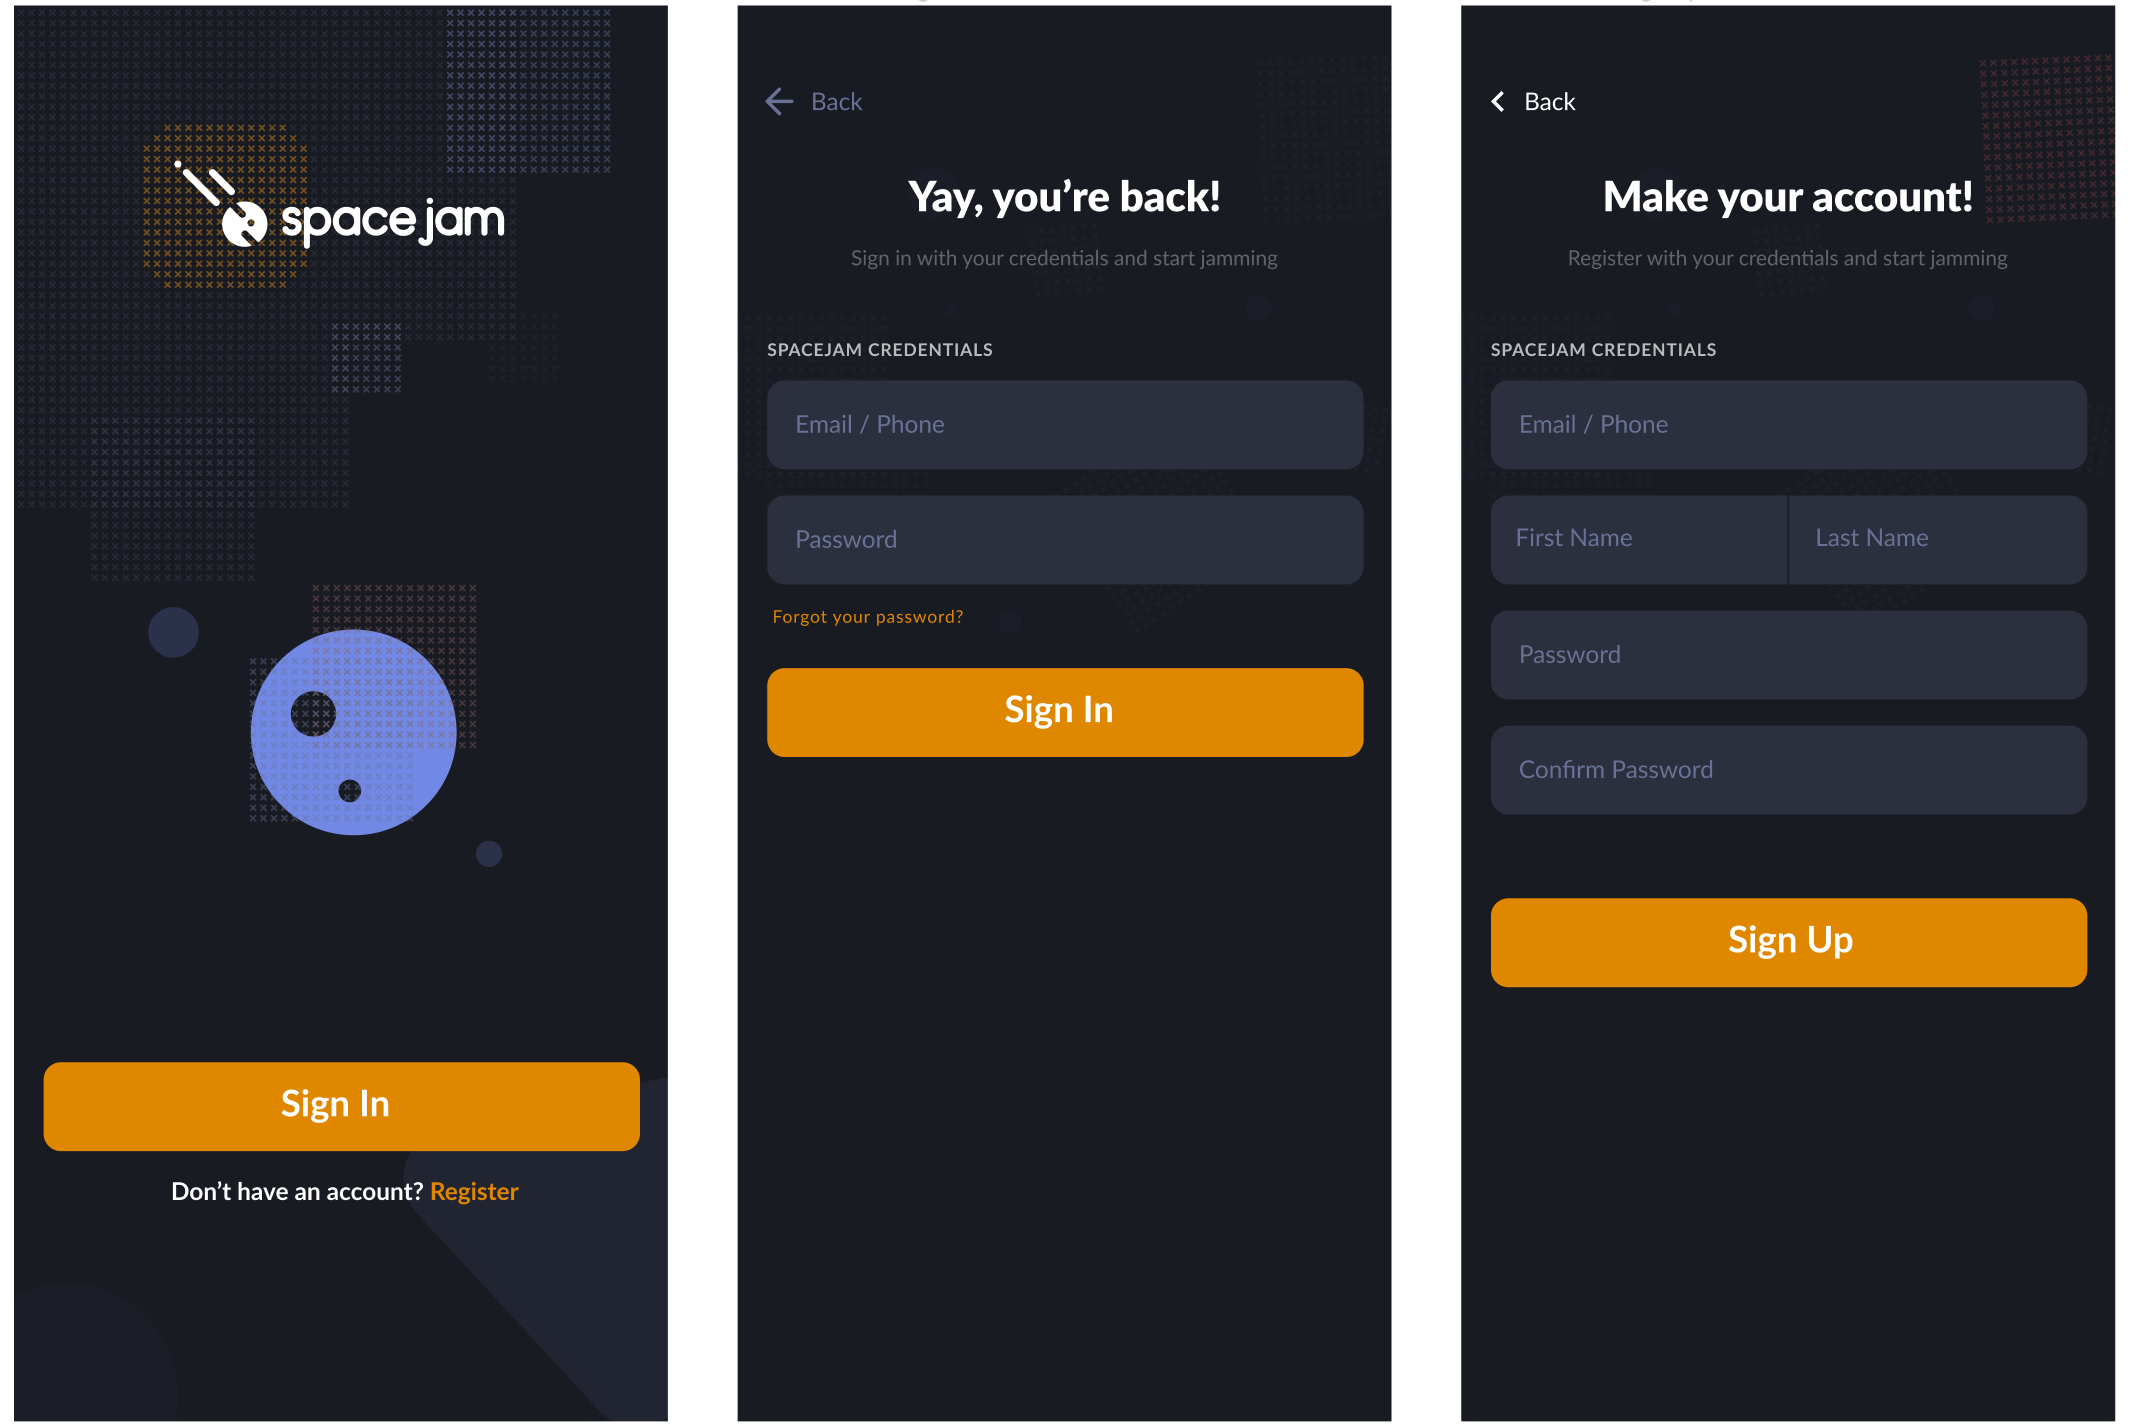 spacejam
Sign In
Don’t have an account? Register
Back
Yay, you’re back!
Sign in with your credentials and start jamming
SPACEJAM CREDENTIALS
Email / Phone
Password
Forgot your password?
Sign In
Back
Make your account!
Register with your credentials and start jamming
SPACEJAM CREDENTIALS
Email / Phone
First Name
Last Name
Password
Confirm Password
Sign Up